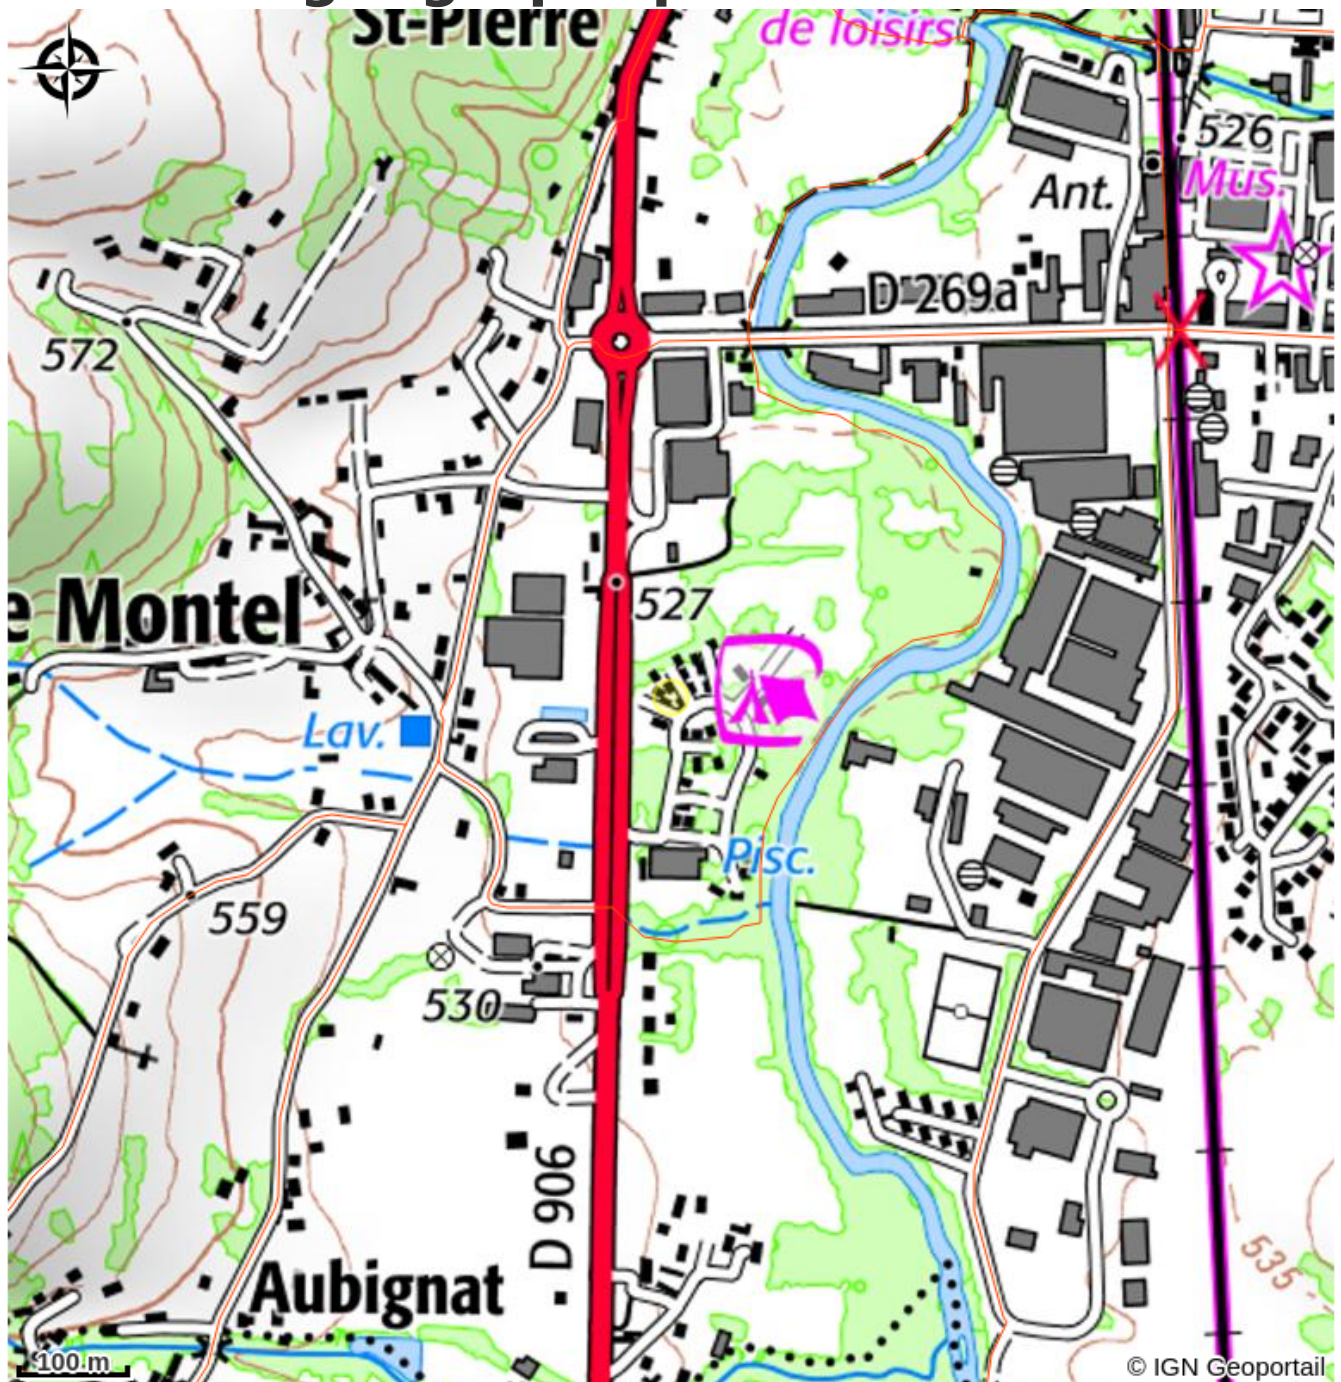 St-Pierre
de loisirs
526
Mus.
Ant.
D 269a
572
527
e Montel
Lav.
Pisc.
559
530
D 906
535
Aubignat
100 m
© IGN Geoportail